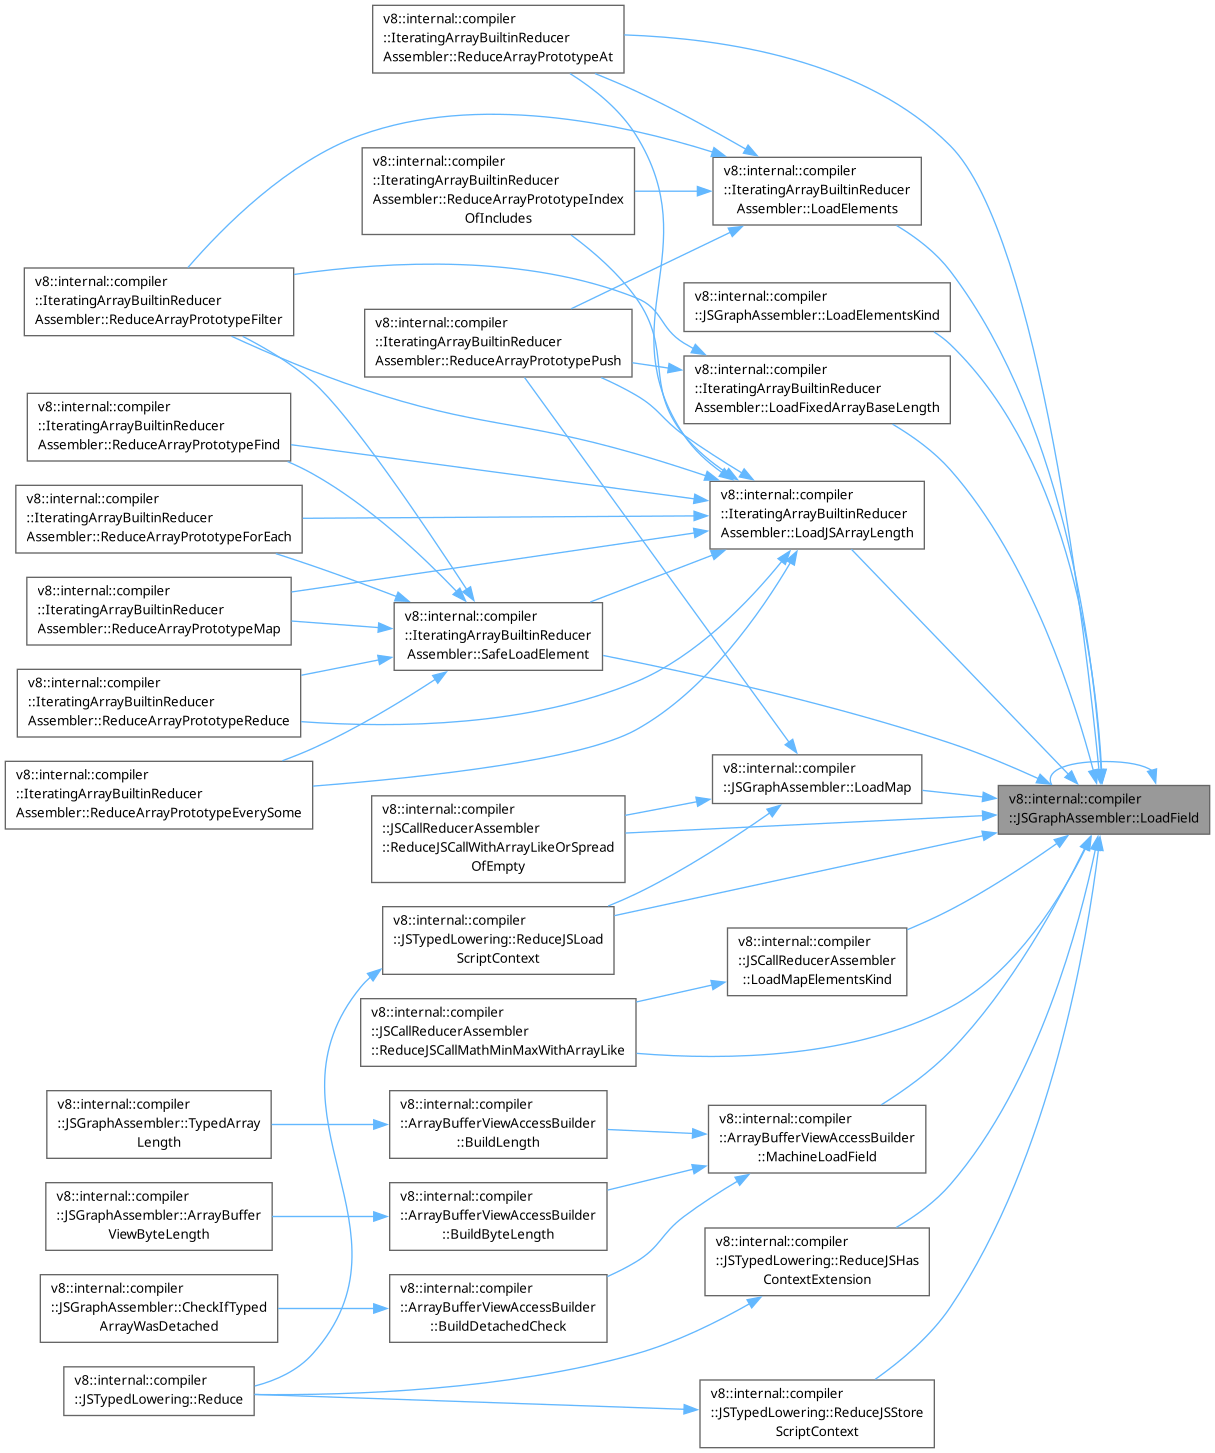 v8::internal::compiler
::IteratingArrayBuiltinReducer
Assembler::ReduceArrayPrototypeAt
v8::internal::compiler
::IteratingArrayBuiltinReducer
Assembler::ReduceArrayPrototypeIndex
OfIncludes
v8::internal::compiler
::IteratingArrayBuiltinReducer
Assembler::LoadElements
v8::internal::compiler
::IteratingArrayBuiltinReducer
Assembler::ReduceArrayPrototypeFilter
v8::internal::compiler
::JSGraphAssembler::LoadElementsKind
v8::internal::compiler
::IteratingArrayBuiltinReducer
Assembler::ReduceArrayPrototypePush
v8::internal::compiler
::IteratingArrayBuiltinReducer
Assembler::LoadFixedArrayBaseLength
v8::internal::compiler
::IteratingArrayBuiltinReducer
Assembler::ReduceArrayPrototypeFind
v8::internal::compiler
::IteratingArrayBuiltinReducer
Assembler::LoadJSArrayLength
v8::internal::compiler
::IteratingArrayBuiltinReducer
Assembler::ReduceArrayPrototypeForEach
v8::internal::compiler
::IteratingArrayBuiltinReducer
Assembler::ReduceArrayPrototypeMap
v8::internal::compiler
::IteratingArrayBuiltinReducer
Assembler::SafeLoadElement
v8::internal::compiler
::IteratingArrayBuiltinReducer
Assembler::ReduceArrayPrototypeReduce
v8::internal::compiler
::IteratingArrayBuiltinReducer
Assembler::ReduceArrayPrototypeEverySome
v8::internal::compiler
::JSGraphAssembler::LoadMap
v8::internal::compiler
::JSGraphAssembler::LoadField
v8::internal::compiler
::JSCallReducerAssembler
::ReduceJSCallWithArrayLikeOrSpread
OfEmpty
v8::internal::compiler
::JSTypedLowering::ReduceJSLoad
ScriptContext
v8::internal::compiler
::JSCallReducerAssembler
::LoadMapElementsKind
v8::internal::compiler
::JSCallReducerAssembler
::ReduceJSCallMathMinMaxWithArrayLike
v8::internal::compiler
::JSGraphAssembler::TypedArray
Length
v8::internal::compiler
::ArrayBufferViewAccessBuilder
::BuildLength
v8::internal::compiler
::ArrayBufferViewAccessBuilder
::MachineLoadField
v8::internal::compiler
::JSGraphAssembler::ArrayBuffer
ViewByteLength
v8::internal::compiler
::ArrayBufferViewAccessBuilder
::BuildByteLength
v8::internal::compiler
::JSTypedLowering::ReduceJSHas
ContextExtension
v8::internal::compiler
::JSGraphAssembler::CheckIfTyped
ArrayWasDetached
v8::internal::compiler
::ArrayBufferViewAccessBuilder
::BuildDetachedCheck
v8::internal::compiler
::JSTypedLowering::Reduce
v8::internal::compiler
::JSTypedLowering::ReduceJSStore
ScriptContext